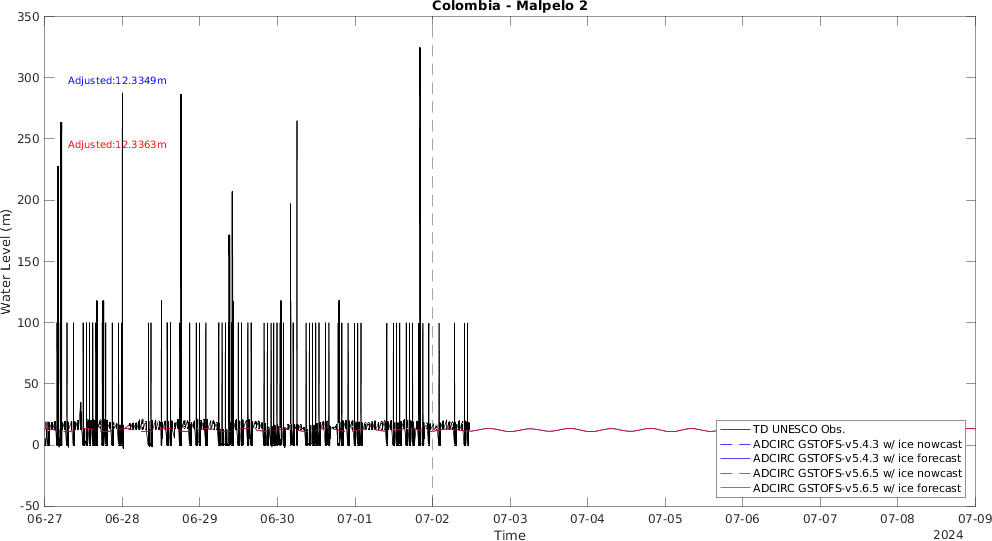 Colombia - Malpelo 2
350
300
250
200
150
100
50
0
-50
Water Level (m)
Adjusted:12.3349m
Adjusted:12.3363m
TD UNESCO Obs.
ADCIRC GSTOFS-v5.4.3 w/ ice nowcast
ADCIRC GSTOFS-v5.4.3 w/ ice forecast
ADCIRC GSTOFS-v5.6.5 w/ ice nowcast
ADCIRC GSTOFS-v5.6.5 w/ ice forecast
06-27 06-28 06-29 06-30 07-01 07-02 07-03 07-04 07-05 07-06 07-07 07-08 07-09
Time
2024